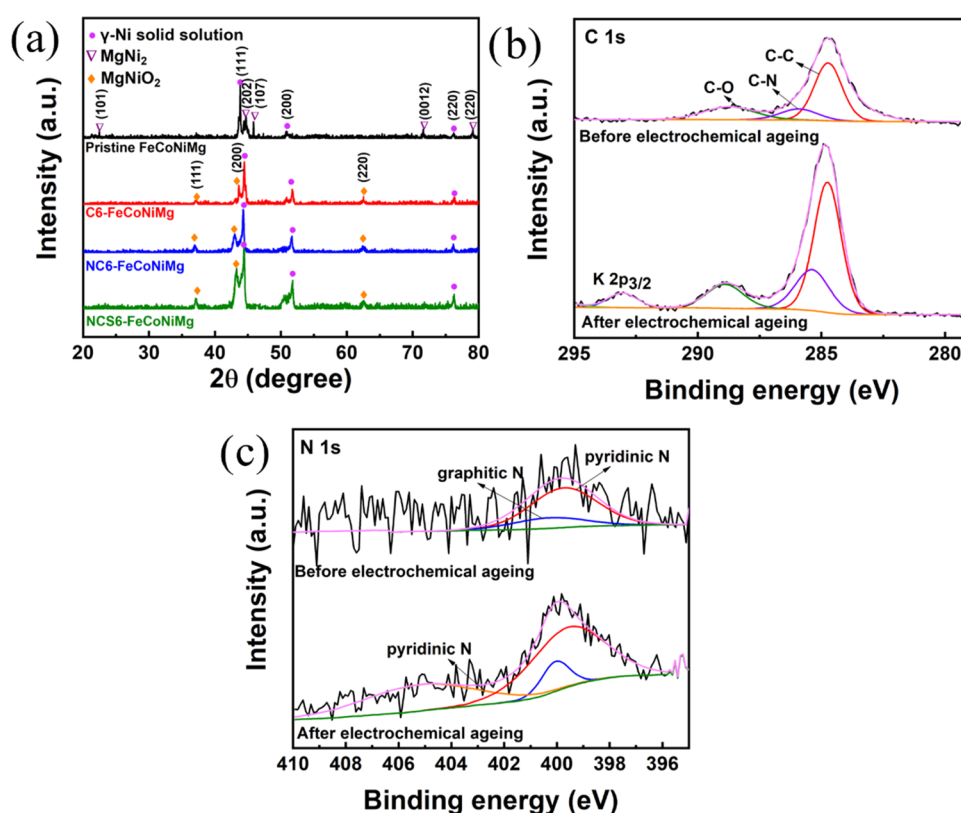 (a)
γ-Ni solid solution
MgNi2
MgNiO2
(101)
(111)
(202)
(107)
(200)
(0012)
(220)
(220)
Pristine FeCoNiMg
(111)
(200)
(220)
C6-FeCoNiMg
NC6-FeCoNiMg
NCS6-FeCoNiMg
20 30 40 50 60 70 80
2θ (degree)
Intensity (a.u.)
(b)
C 1s
C-C
C-N
C-O
Before electrochemical ageing
K 2p3/2
After electrochemical ageing
295 290 285 280
Binding energy (eV)
Intensity (a.u.)
(c)
N 1s
graphitic N
pyridinic N
Before electrochemical ageing
pyridinic N
After electrochemical ageing
410 408 406 404 402 400 398 396
Binding energy (eV)
Intensity (a.u.)